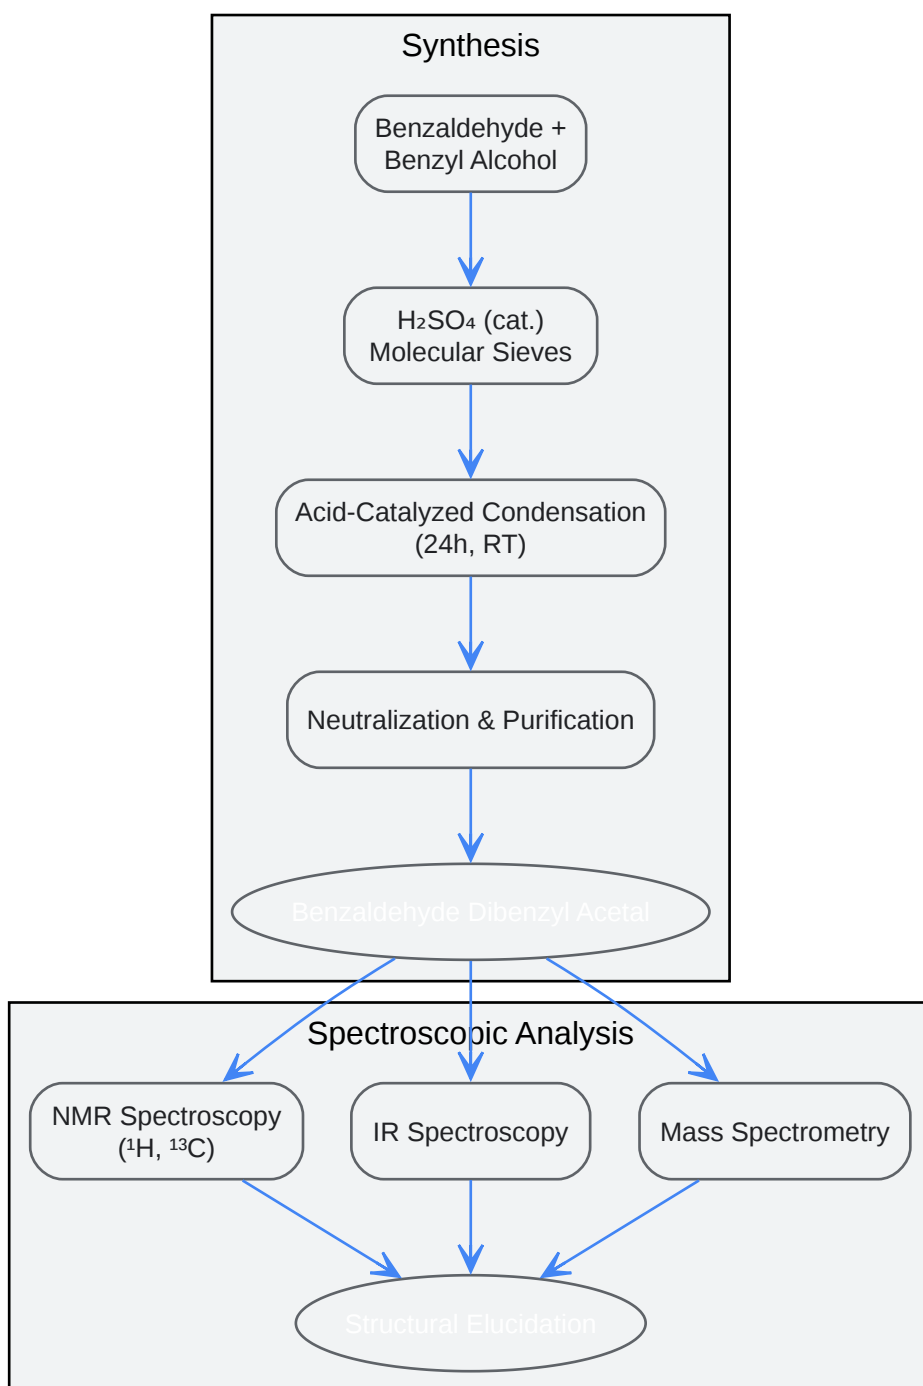 Synthesis
Benzaldehyde +
Benzyl Alcohol
H₂SO₄ (cat.)
Molecular Sieves
Acid-Catalyzed Condensation
(24h, RT)
Neutralization & Purification
Benzaldehyde Dibenzyl Acetal
Spectroscopic Analysis
NMR Spectroscopy
(¹H, ¹³C)
IR Spectroscopy
Mass Spectrometry
Structural Elucidation